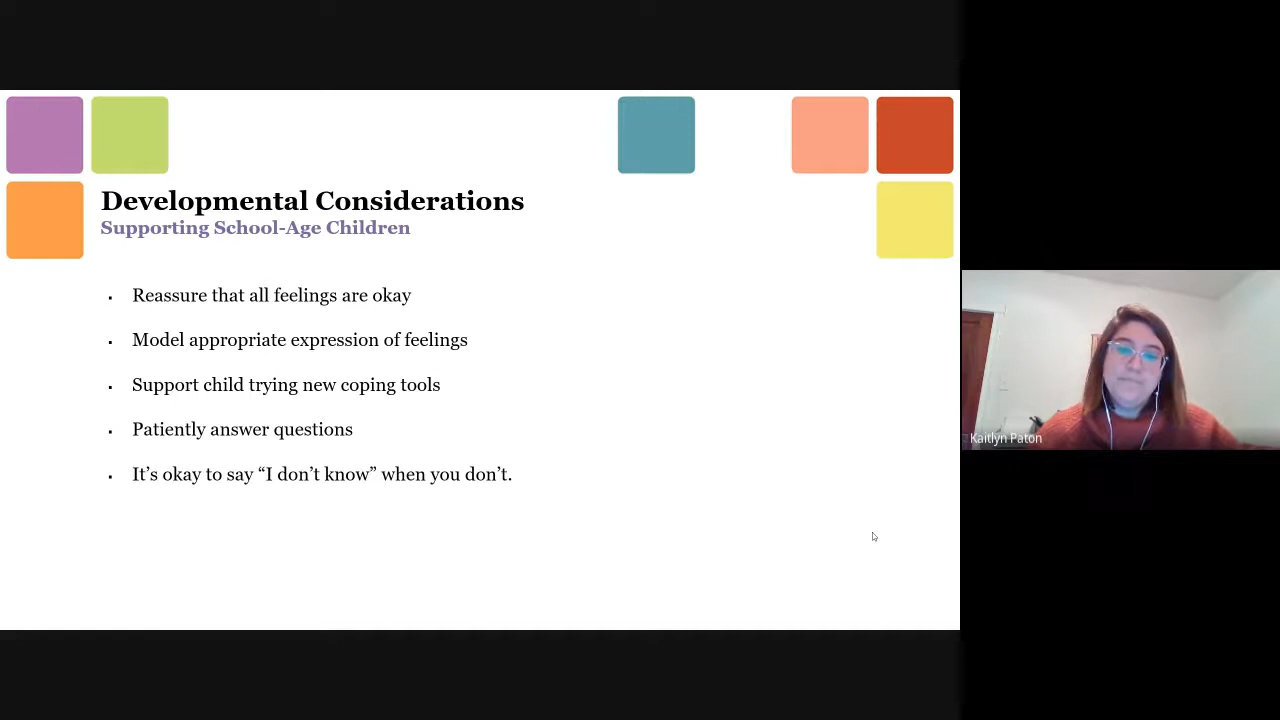 Developmental Considerations
Supporting School-Age Children
Reassure that all feelings are okay
Model appropriate expression of feelings
Support child trying new coping tools
Patiently answer questions
It’s okay to say “I don’t know” when you don’t.
Kaitlyn Paton